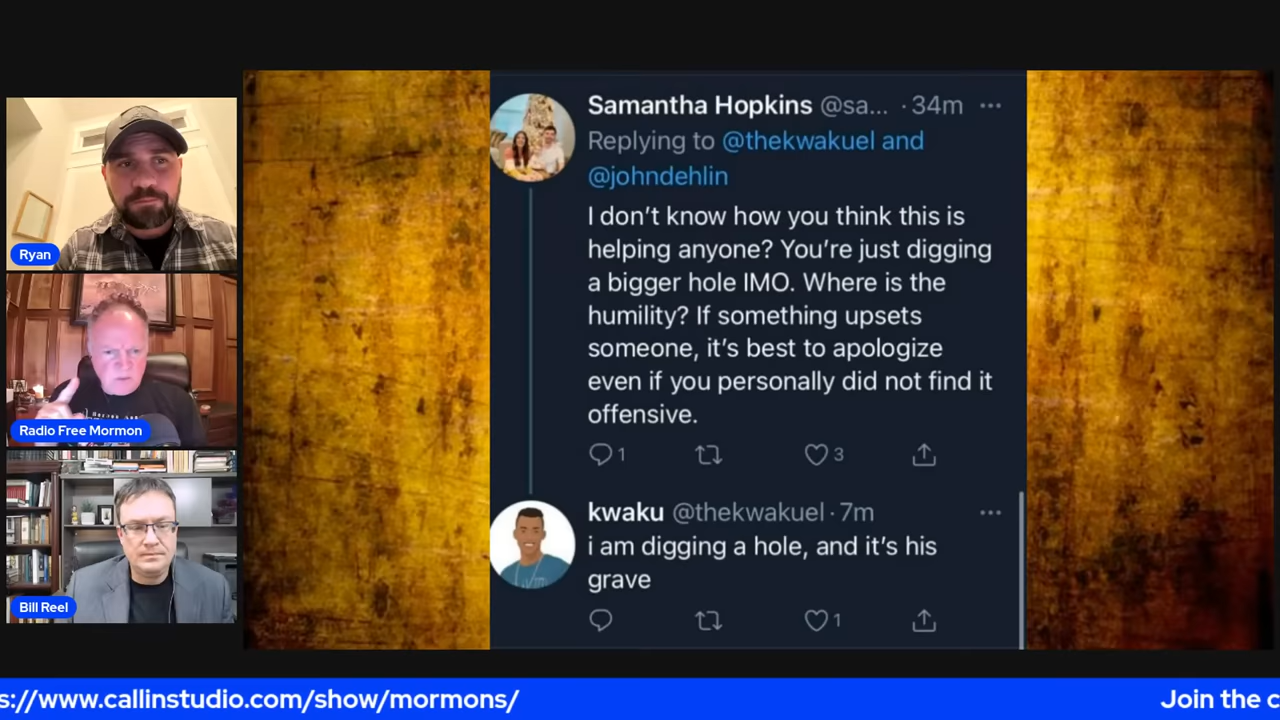 Ryan
Radio Free Mormon
Bill Reel
Samantha Hopkins @sa... · 34m
Replying to @thekwakuel and
@johndehlin
I don’t know how you think this is
helping anyone? You’re just digging
a bigger hole IMO. Where is the
humility? If something upsets
someone, it’s best to apologize
even if you personally did not find it
offensive.
1 3
kwaku @thekwakuel · 7m
i am digging a hole, and it’s his
grave
1
s://www.callinstudio.com/show/mormons/ Join the c